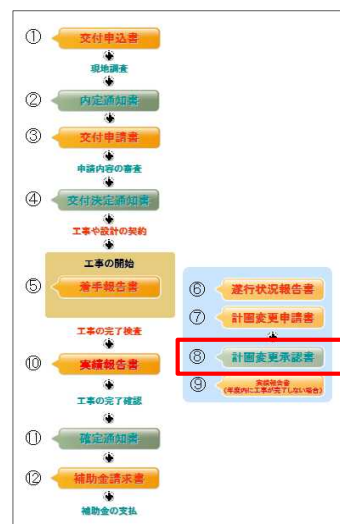 ① 交付申込書
現地調査
② 内定通知書
③ 交付申請書
申請内容の審査
④ 交付決定通知書
工事や設計の契約
工事の開始
⑤ 着手報告書
工事の完了検査
⑩ 実績報告書
工事の完了確認
⑪ 確定通知書
⑫ 補助金請求書
補助金の支払
⑥ 遂行状況報告書
⑦ 計画変更申請書
⑧ 計画変更承認書
⑨ 実績報告書
(年度内に工事が完了しない場合)